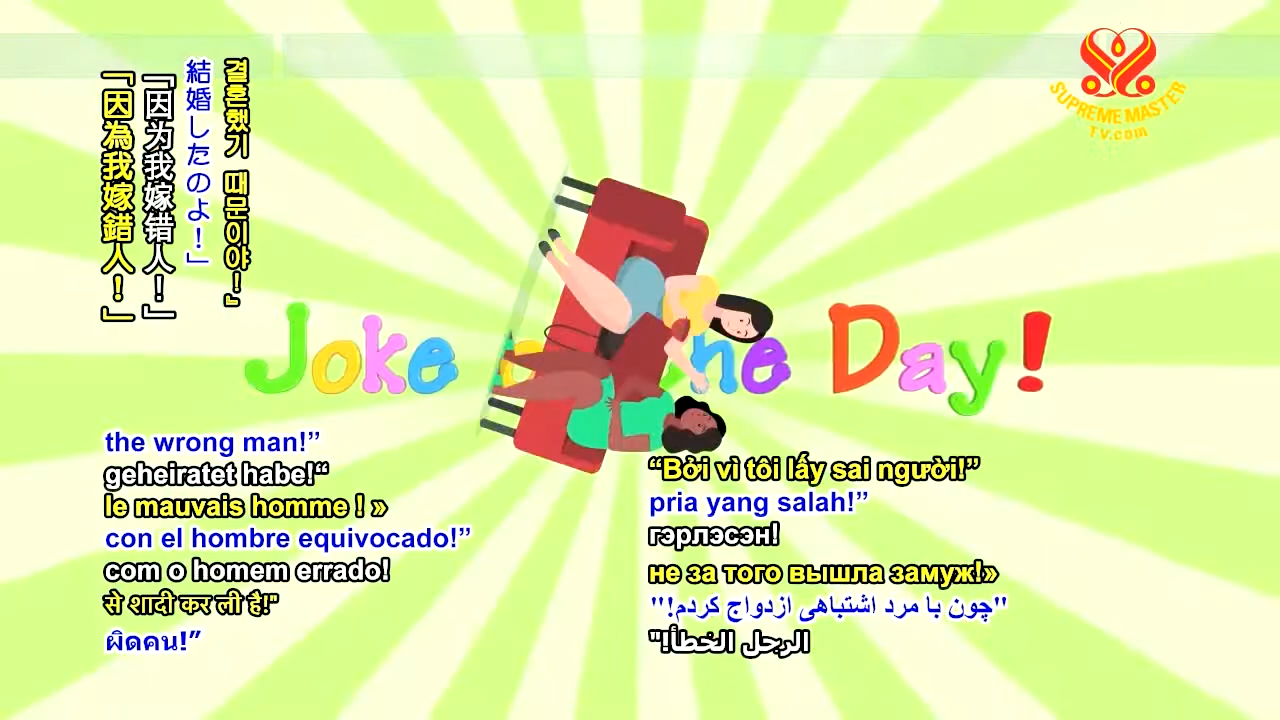 SUPREME MASTER
TV.com
결혼했기 때문이야!」
結婚したのよ！」
「因为我嫁错人！」
「因為我嫁錯人！」
Joke he Day!
the wrong man!”
geheiratet habe!“
le mauvais homme ! »
con el hombre equivocado!”
com o homem errado!
से शादी कर ली है!"
ผิดคน!”
“Bởi vì tôi lấy sai người!”
pria yang salah!”
гэрлэсэн!
не за того вышла замуж!»
"چون با مرد اشتباهی ازدواج کردم!"
الرجل الخطأ!"